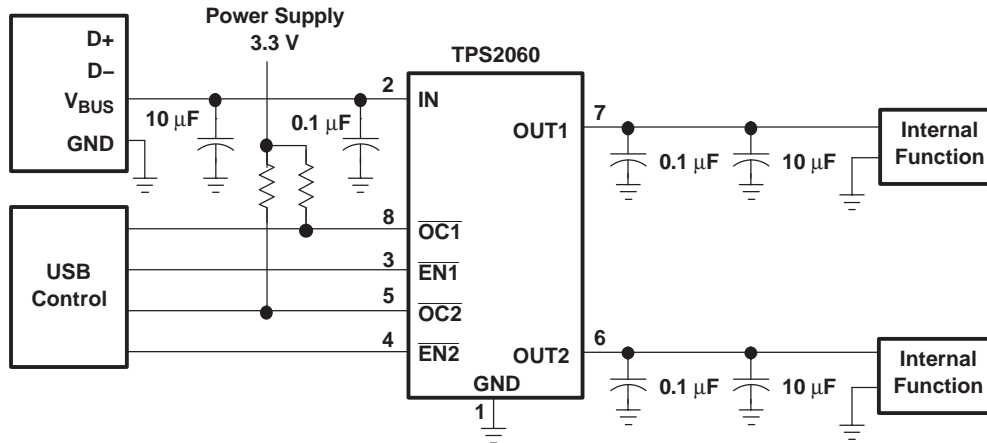 Power Supply
3.3 V
TPS2060
D+
D−
V_BUS
GND
10 μF
0.1 μF
2
IN
8
OC1
3
EN1
5
OC2
4
EN2
USB
Control
GND
1
OUT1
7
0.1 μF
10 μF
Internal
Function
OUT2
6
0.1 μF
10 μF
Internal
Function